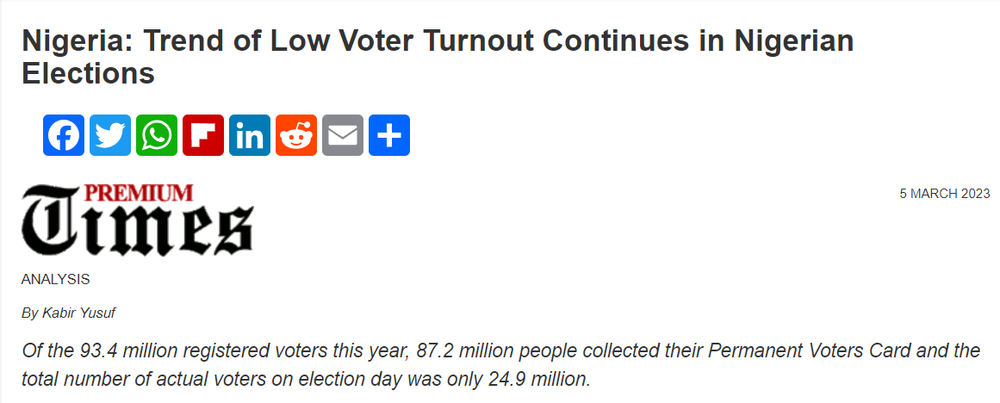 Nigeria: Trend of Low Voter Turnout Continues in Nigerian
Elections
PREMIUM
Times
5 MARCH 2023
ANALYSIS
By Kabir Yusuf
Of the 93.4 million registered voters this year, 87.2 million people collected their Permanent Voters Card and the
total number of actual voters on election day was only 24.9 million.